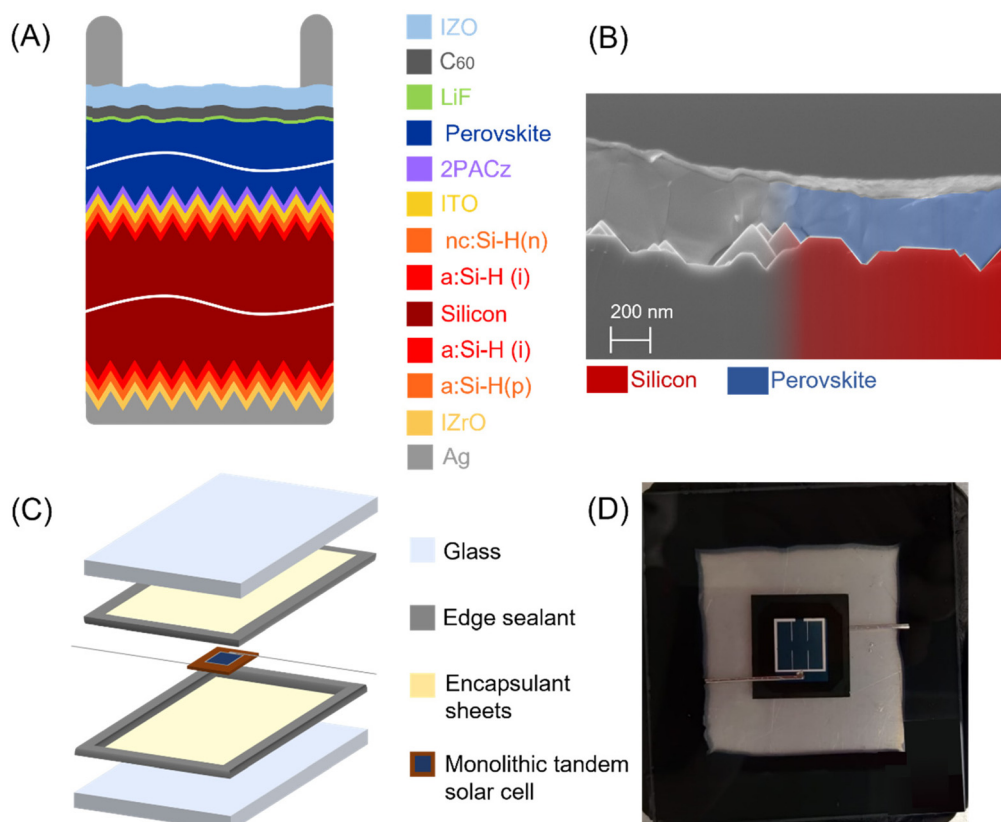 (A)
IZO
C₆₀
LiF
Perovskite
2PACz
ITO
nc:Si-H(n)
a:Si-H (i)
Silicon
a:Si-H (i)
a:Si-H(p)
IZrO
Ag
(B)
200 nm
Silicon
Perovskite
(C)
Glass
Edge sealant
Encapsulant
sheets
Monolithic tandem
solar cell
(D)